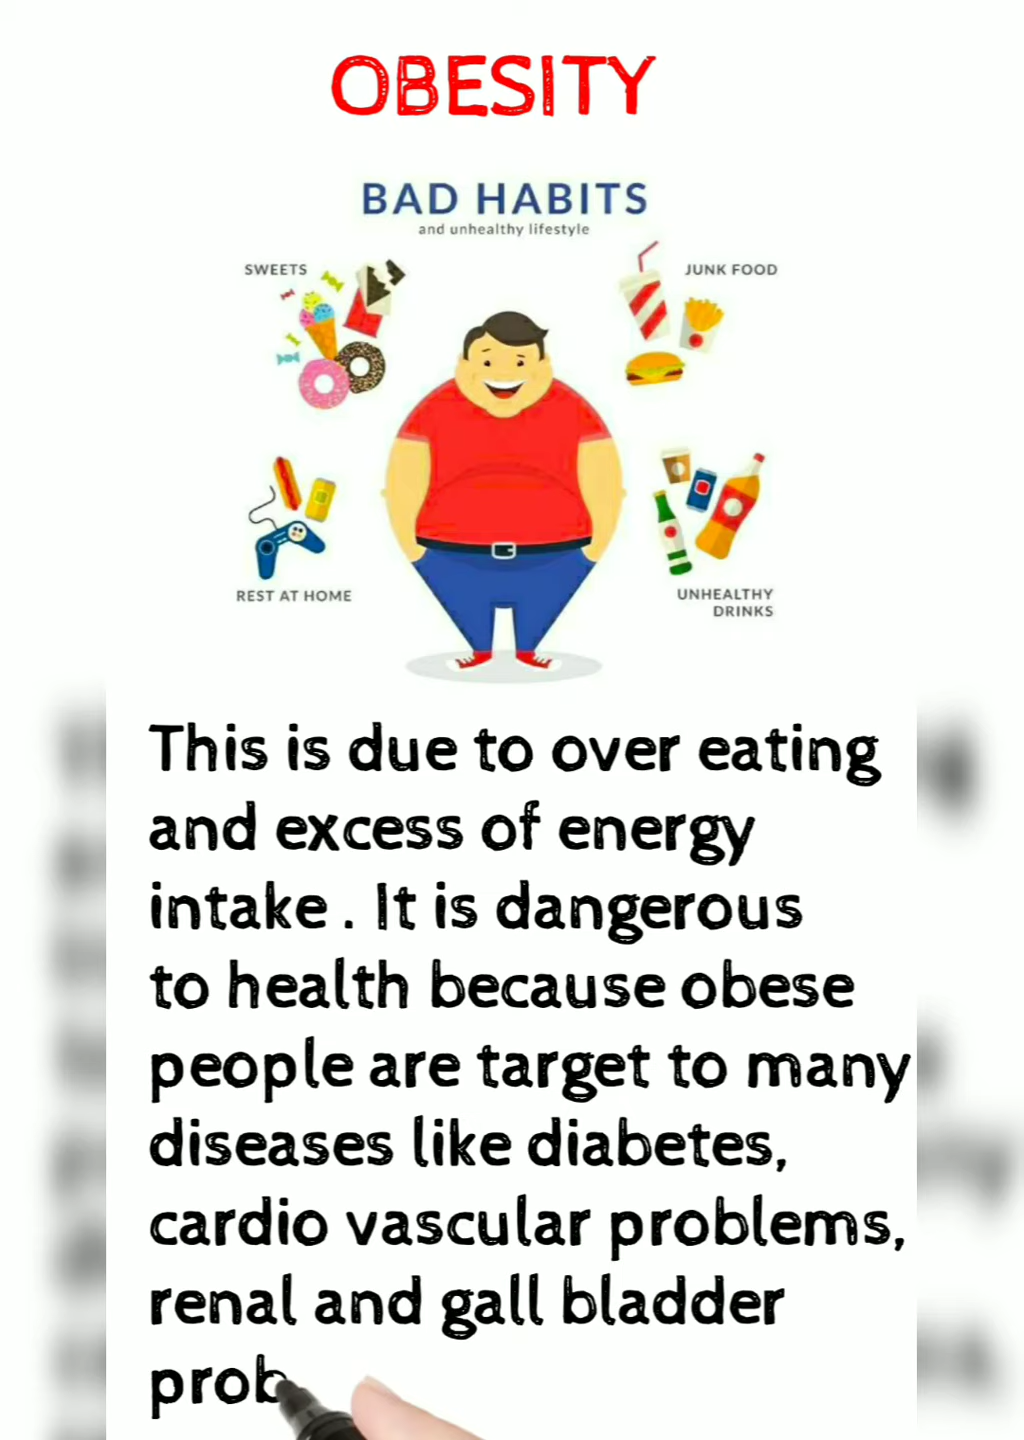 OBESITY
BAD HABITS
and unhealthy lifestyle
SWEETS
JUNK FOOD
REST AT HOME
UNHEALTHY
DRINKS
This is due to over eating
and excess of energy
intake . It is dangerous
to health because obese
people are target to many
diseases like diabetes,
cardio vascular problems,
renal and gall bladder
prob